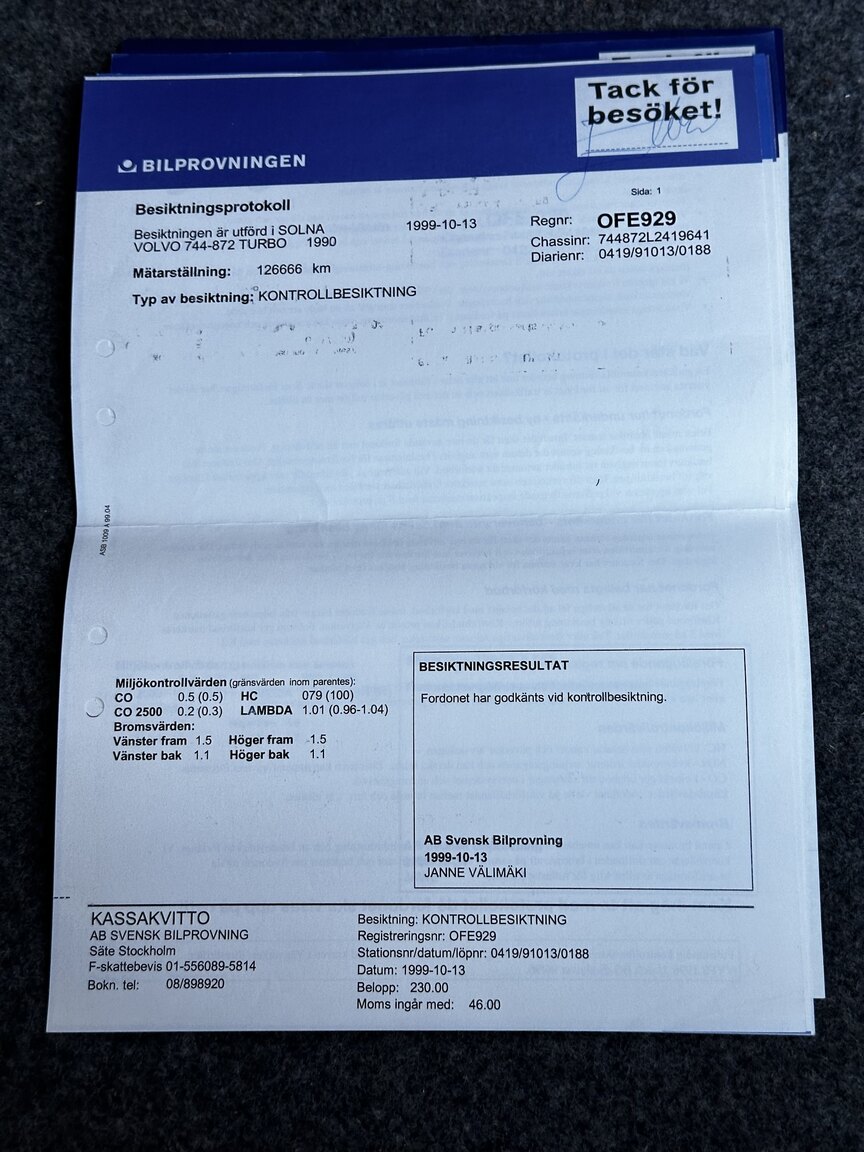 Tack för
besöket!
BILPROVNINGEN
Sida: 1
Besiktningsprotokoll
Besiktningen är utförd i SOLNA 1999-10-13 Regnr: OFE929
VOLVO 744-872 TURBO 1990 Chassinr: 744872L2419641
Diarienr: 0419/91013/0188
Mätarställning: 126666 km
Typ av besiktning: KONTROLLBESIKTNING
ASB 1009 A 99.04
Miljökontrollvärden (gränsvärden inom parentes):
CO 0.5 (0.5) HC 079 (100)
CO 2500 0.2 (0.3) LAMBDA 1.01 (0.96-1.04)
Bromsvärden:
Vänster fram 1.5 Höger fram 1.5
Vänster bak 1.1 Höger bak 1.1
BESIKTNINGSRESULTAT
Fordonet har godkänts vid kontrollbesiktning.
AB Svensk Bilprovning
1999-10-13
JANNE VÄLIMÄKI
KASSAKVITTO
AB SVENSK BILPROVNING
Säte Stockholm
F-skattebevis 01-556089-5814
Bokn. tel: 08/898920
Besiktning: KONTROLLBESIKTNING
Registreringsnr: OFE929
Stationsnr/datum/löpnr: 0419/91013/0188
Datum: 1999-10-13
Belopp: 230.00
Moms ingår med: 46.00